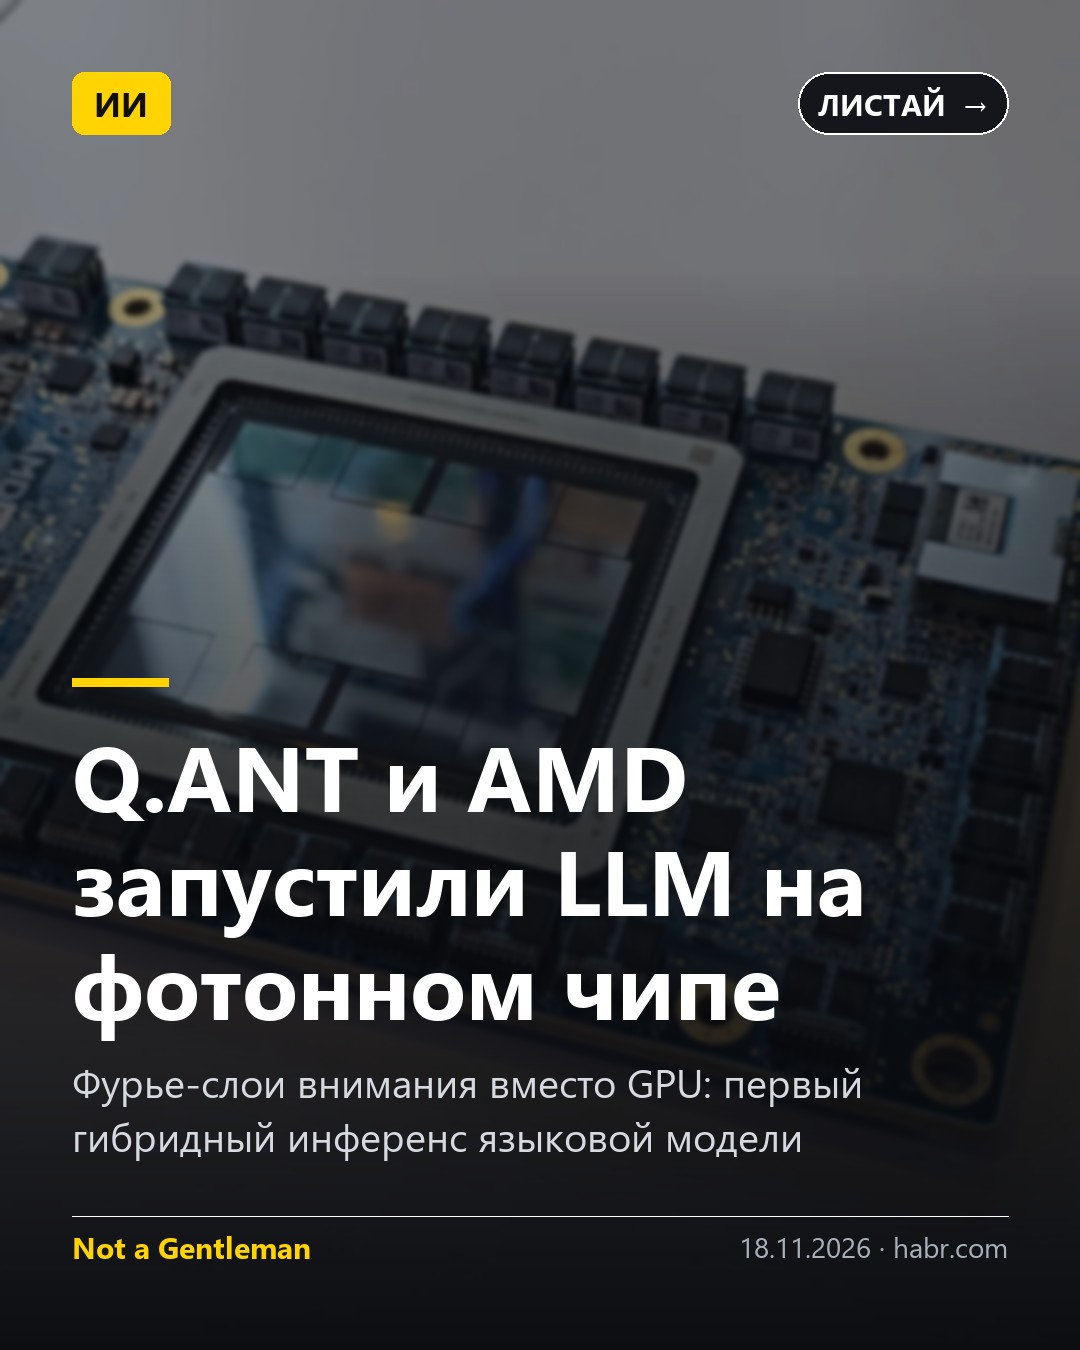 ИИ
ЛИСТАЙ →
Q.ANT и AMD
запустили LLM на
фотонном чипе
Фурье-слои внимания вместо GPU: первый
гибридный инференс языковой модели
Not a Gentleman
18.11.2026 · habr.com